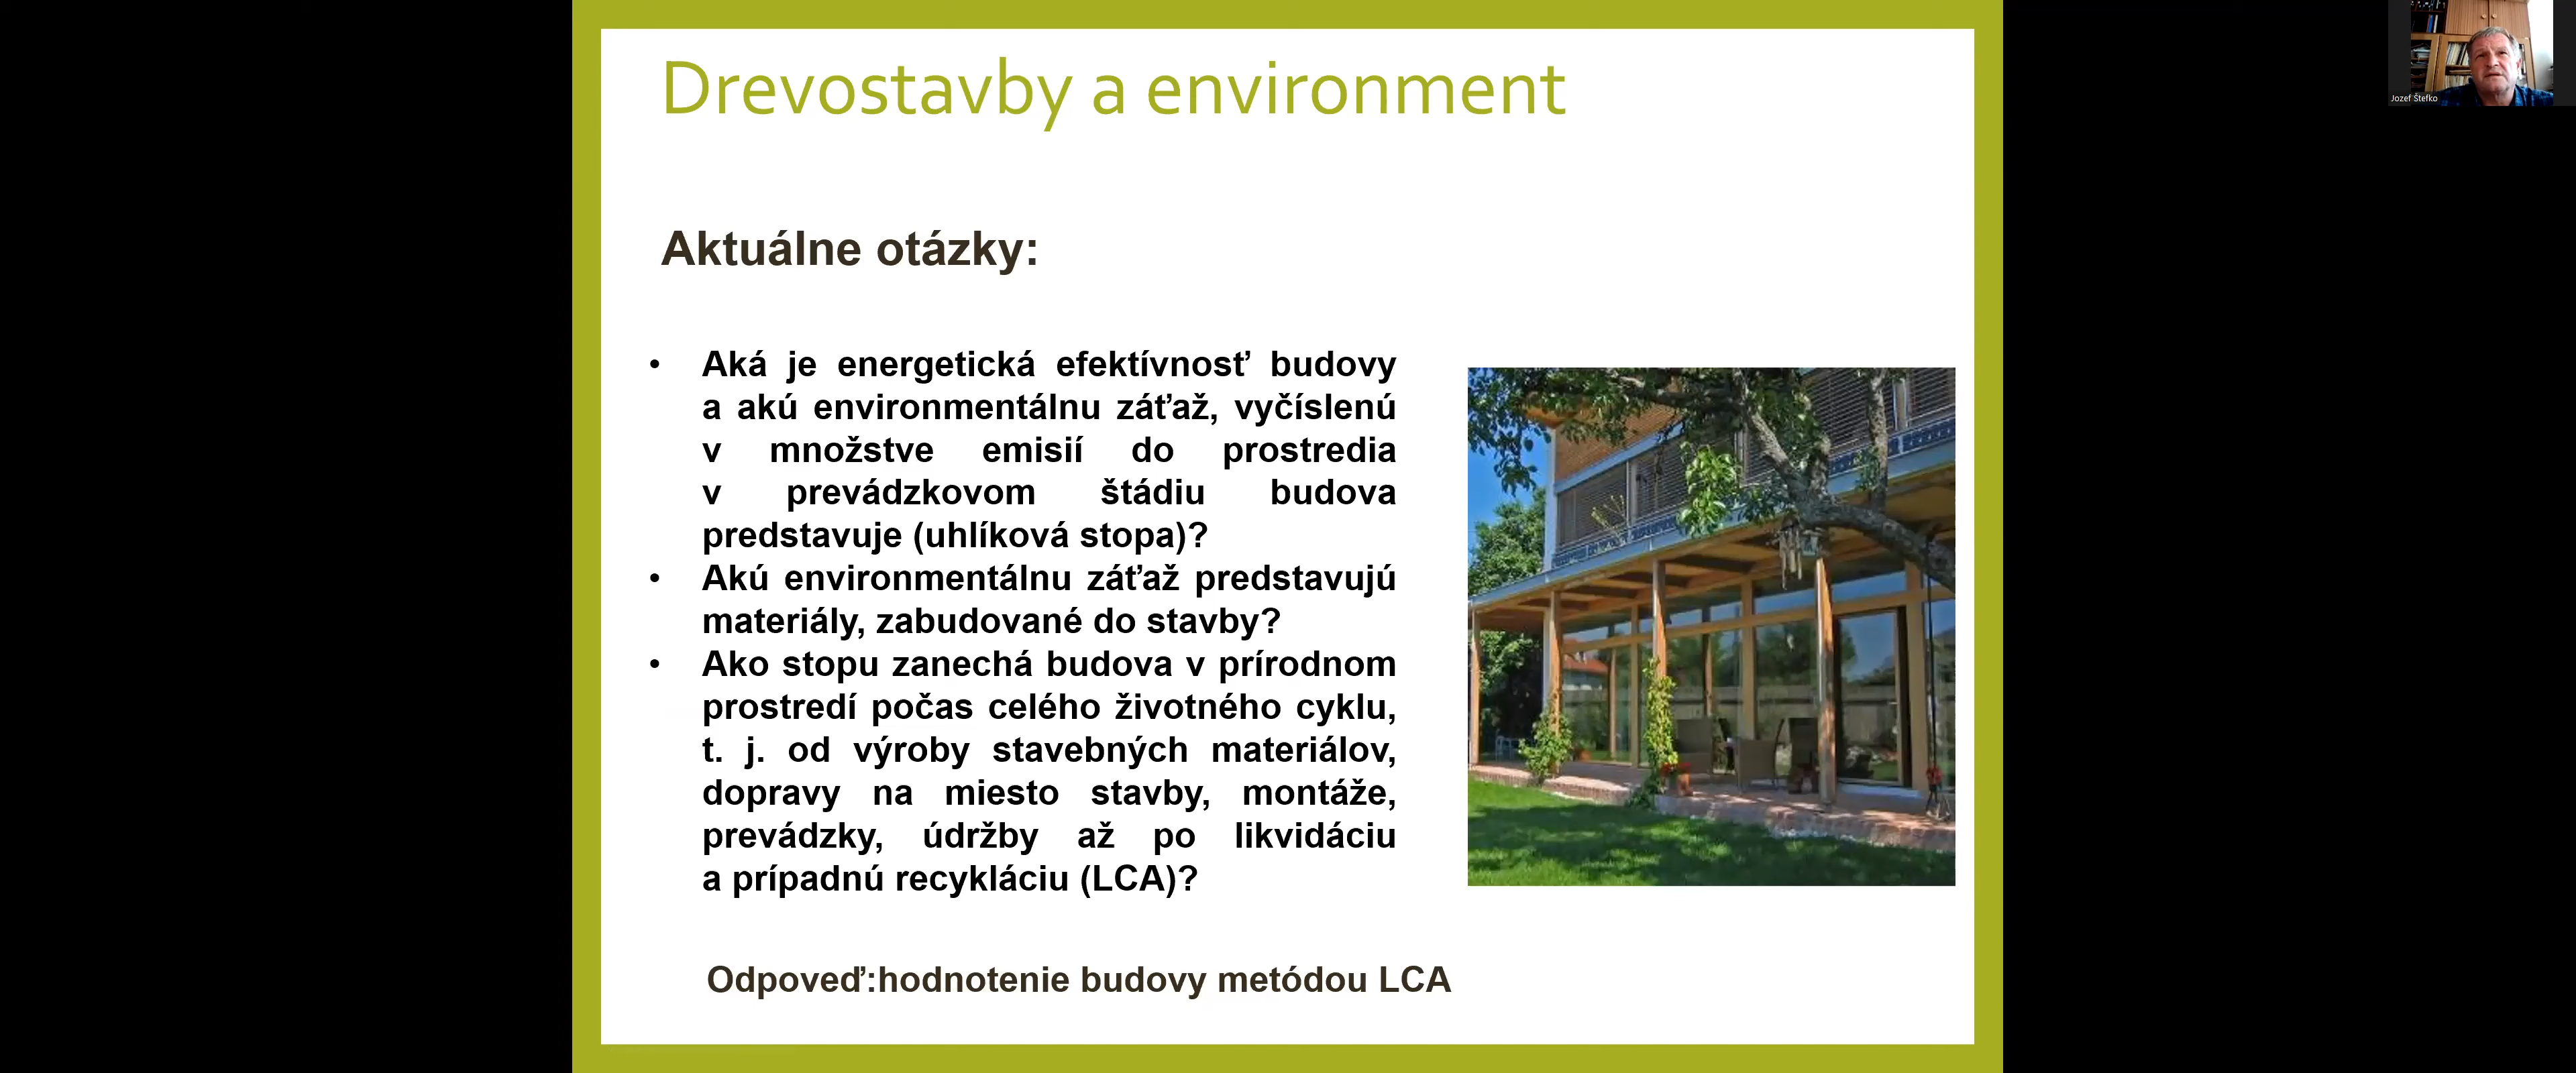 Drevostavby a environment
Jozef Štefko
Aktuálne otázky:
• Aká je energetická efektívnosť budovy
a akú environmentálnu záťaž, vyčíslenú
v množstve emisií do prostredia
v prevádzkovom štádiu budova
predstavuje (uhlíková stopa)?
• Akú environmentálnu záťaž predstavujú
materiály, zabudované do stavby?
• Ako stopu zanechá budova v prírodnom
prostredí počas celého životného cyklu,
t. j. od výroby stavebných materiálov,
dopravy na miesto stavby, montáže,
prevádzky, údržby až po likvidáciu
a prípadnú recykláciu (LCA)?
Odpoveď:hodnotenie budovy metódou LCA